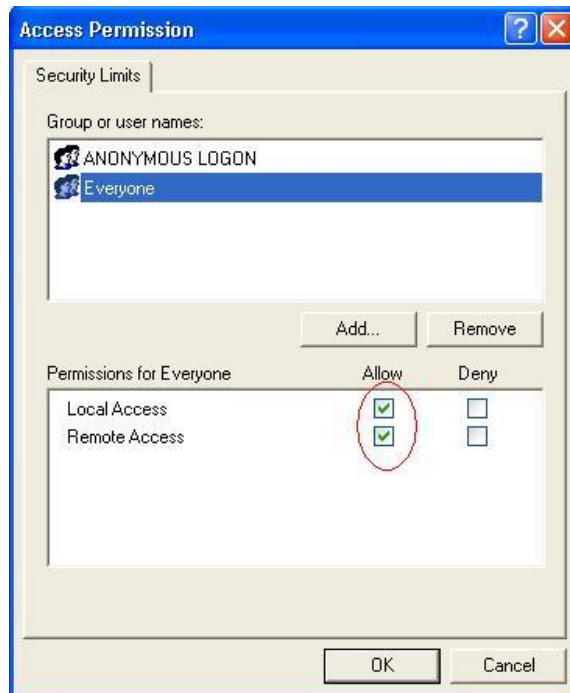 Access Permission
Security Limits
Group or user names:
ANONYMOUS LOGON
Everyone
Add... Remove
Permissions for Everyone Allow Deny
Local Access
Remote Access
OK Cancel